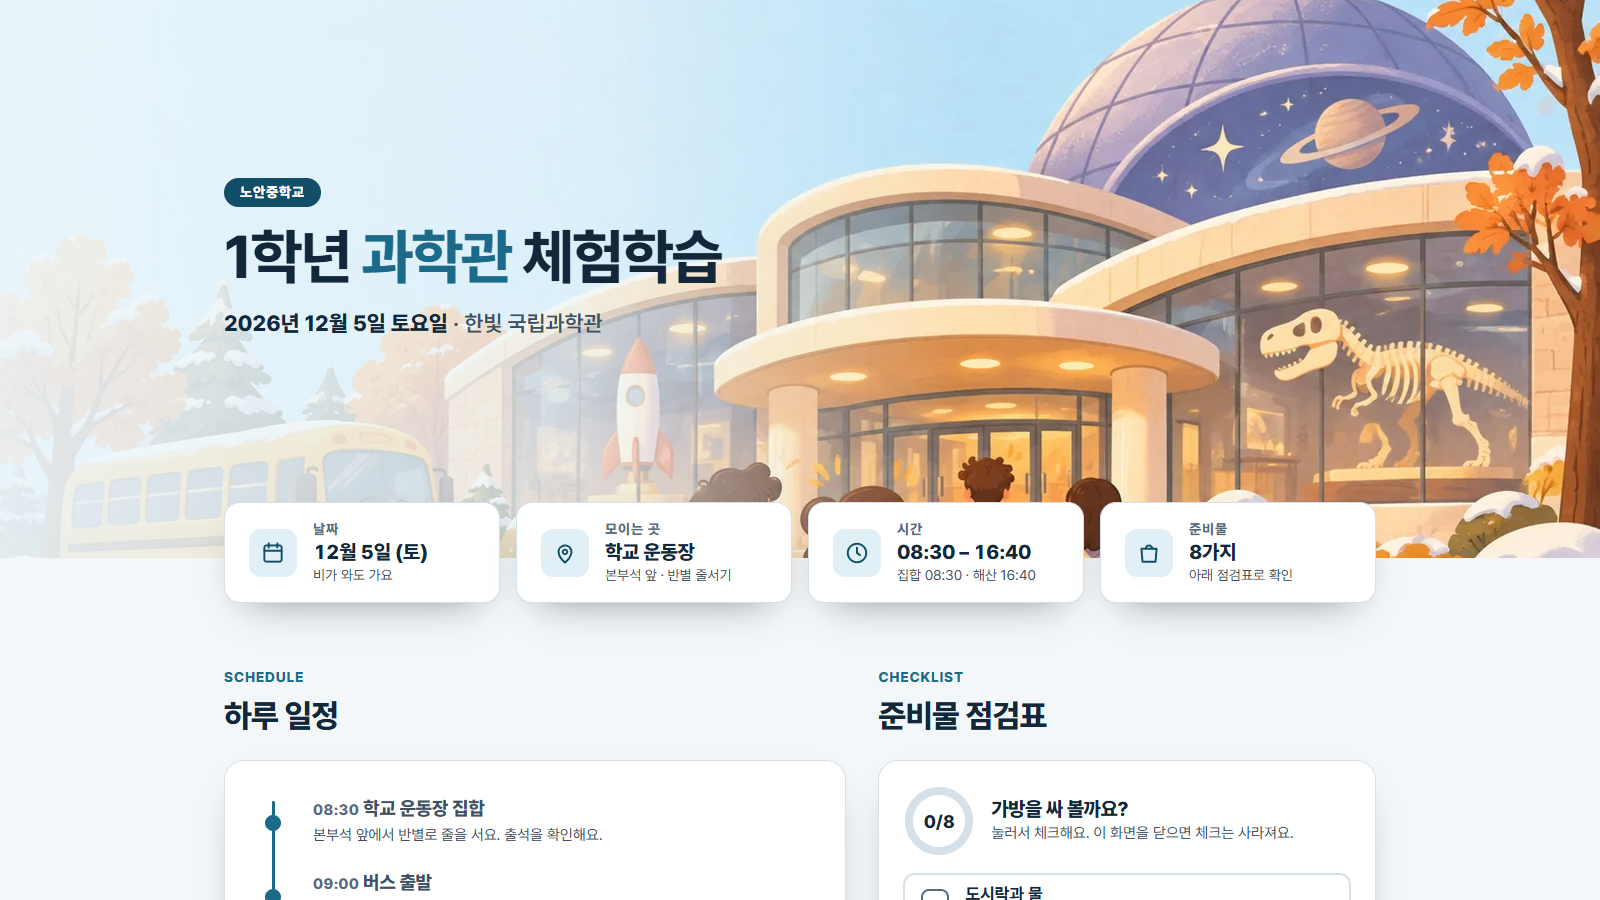 노안중학교
1학년 과학관 체험학습
2026년 12월 5일 토요일 · 한빛 국립과학관
날짜
12월 5일 (토)
비가 와도 가요
모이는 곳
학교 운동장
본부석 앞 · 반별 줄서기
시간
08:30 – 16:40
집합 08:30 · 해산 16:40
준비물
8가지
아래 점검표로 확인
SCHEDULE
하루 일정
08:30 학교 운동장 집합
본부석 앞에서 반별로 줄을 서요. 출석을 확인해요.
09:00 버스 출발
CHECKLIST
준비물 점검표
0/8
가방을 싸 볼까요?
눌러서 체크해요. 이 화면을 닫으면 체크는 사라져요.
도시락과 물